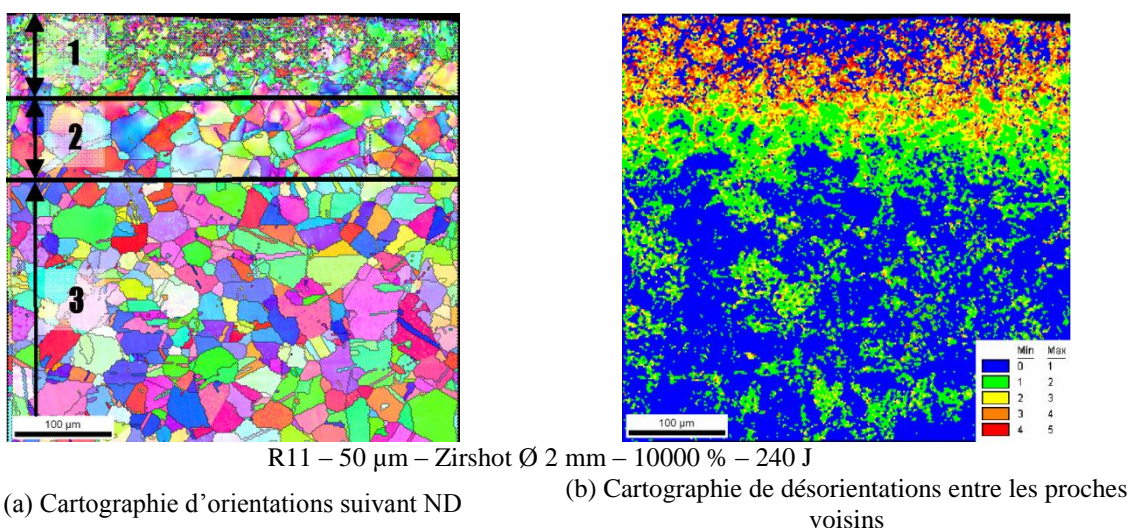 1
2
3
100 µm
100 µm
Min Max
0 1
1 2
2 3
3 4
4 5
R11 – 50 µm – Zirshot Ø 2 mm – 10000 % – 240 J
(a) Cartographie d’orientations suivant ND
(b) Cartographie de désorientations entre les proches
voisins